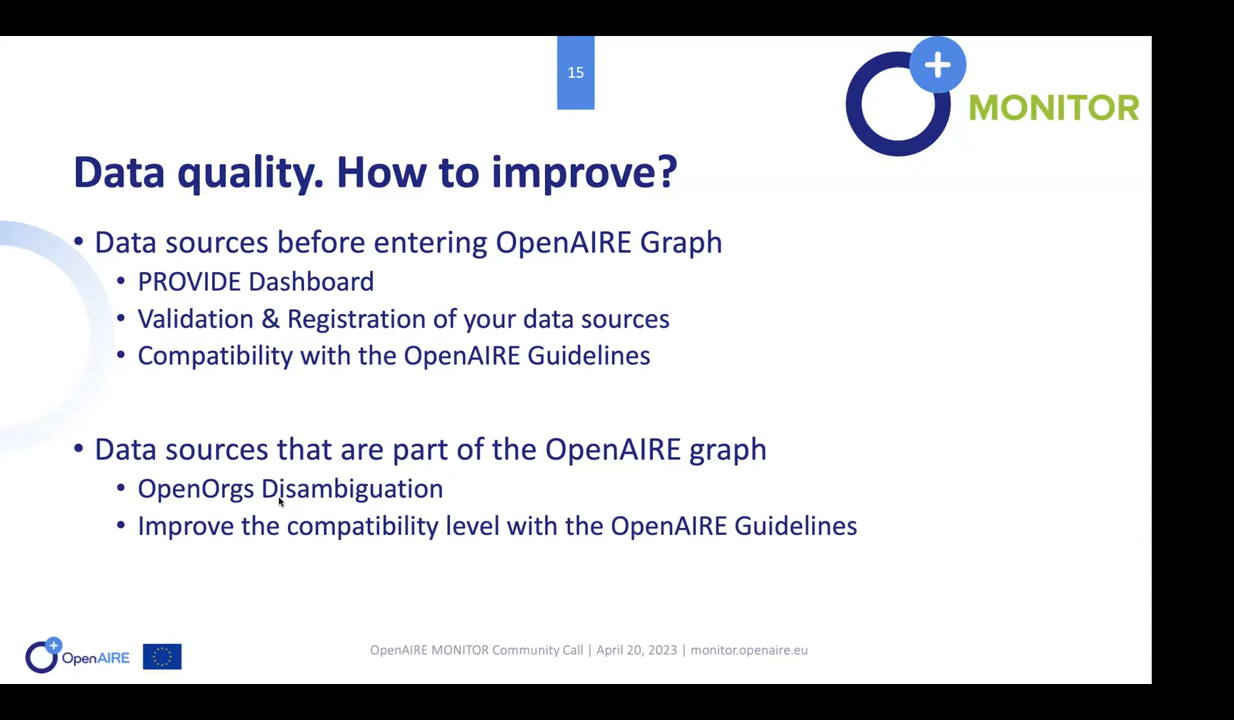 15
MONITOR
Data quality. How to improve?
• Data sources before entering OpenAIRE Graph
• PROVIDE Dashboard
• Validation & Registration of your data sources
• Compatibility with the OpenAIRE Guidelines
• Data sources that are part of the OpenAIRE graph
• OpenOrgs Disambiguation
• Improve the compatibility level with the OpenAIRE Guidelines
OpenAIRE
OpenAIRE MONITOR Community Call | April 20, 2023 | monitor.openaire.eu